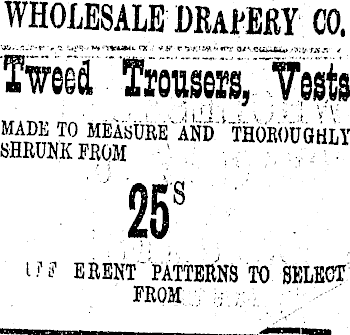 WHOLESALE DRAPERY CO.
Tweed Trousers, Vests
MADE TO MEASURE AND THOROUGHLY
SHRUNK FROM
25s
ERENT PATTERNS TO SELECT
FROM